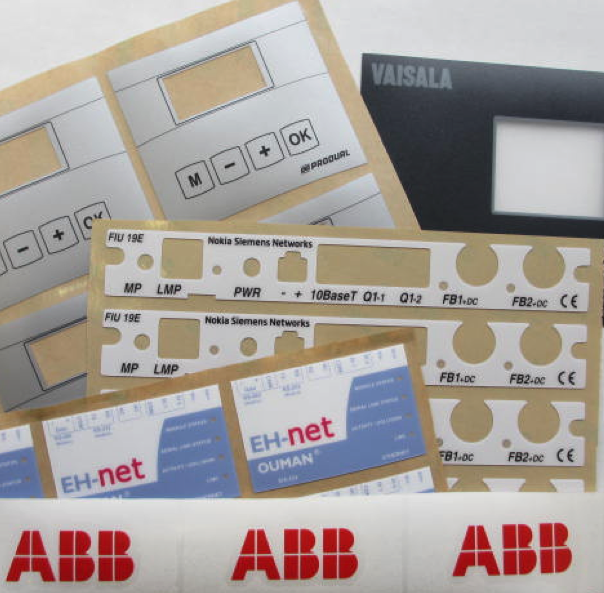 VAISALA
M - + OK
PRODUAL
- + OK
FIU 19E
Nokia Siemens Networks
MP LMP PWR - + 10BaseT Q1-1 Q1-2 FB1+DC FB2+DC CE
FIU 19E
Nokia Siemens Networks
MP LMP FB1+DC FB2+DC CE
FB1+DC FB2+DC CE
EH-net
OUMAN®
EH-net
ABB ABB ABB